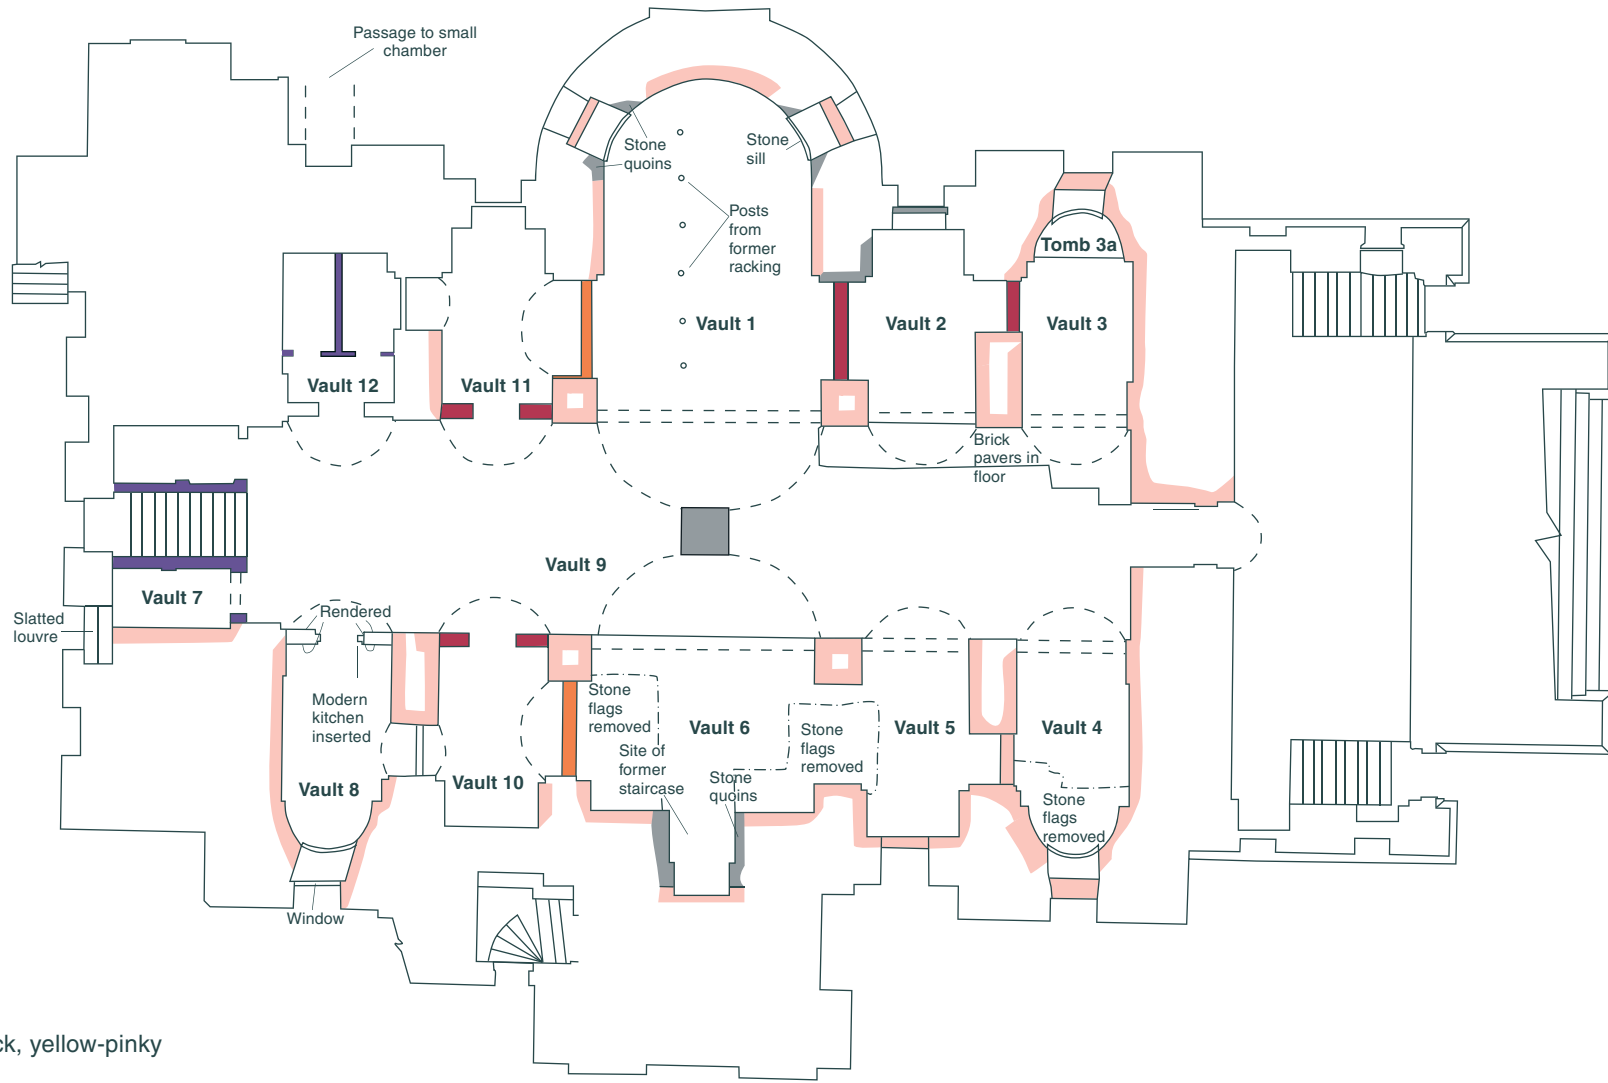 Passage to small
chamber
Stone
quoins
Stone
sill
Posts
from
former
racking
Tomb 3a
Vault 1
Vault 2
Vault 3
Vault 12
Vault 11
Brick
pavers in
floor
Vault 9
Vault 7
Slatted
louvre
Rendered
Modern
kitchen
inserted
Stone
flags
removed
Vault 6
Stone
flags
removed
Vault 5
Vault 4
Site of
former
staircase
Stone
quoins
Vault 8
Vault 10
Stone
flags
removed
Window
ck, yellow-pinky